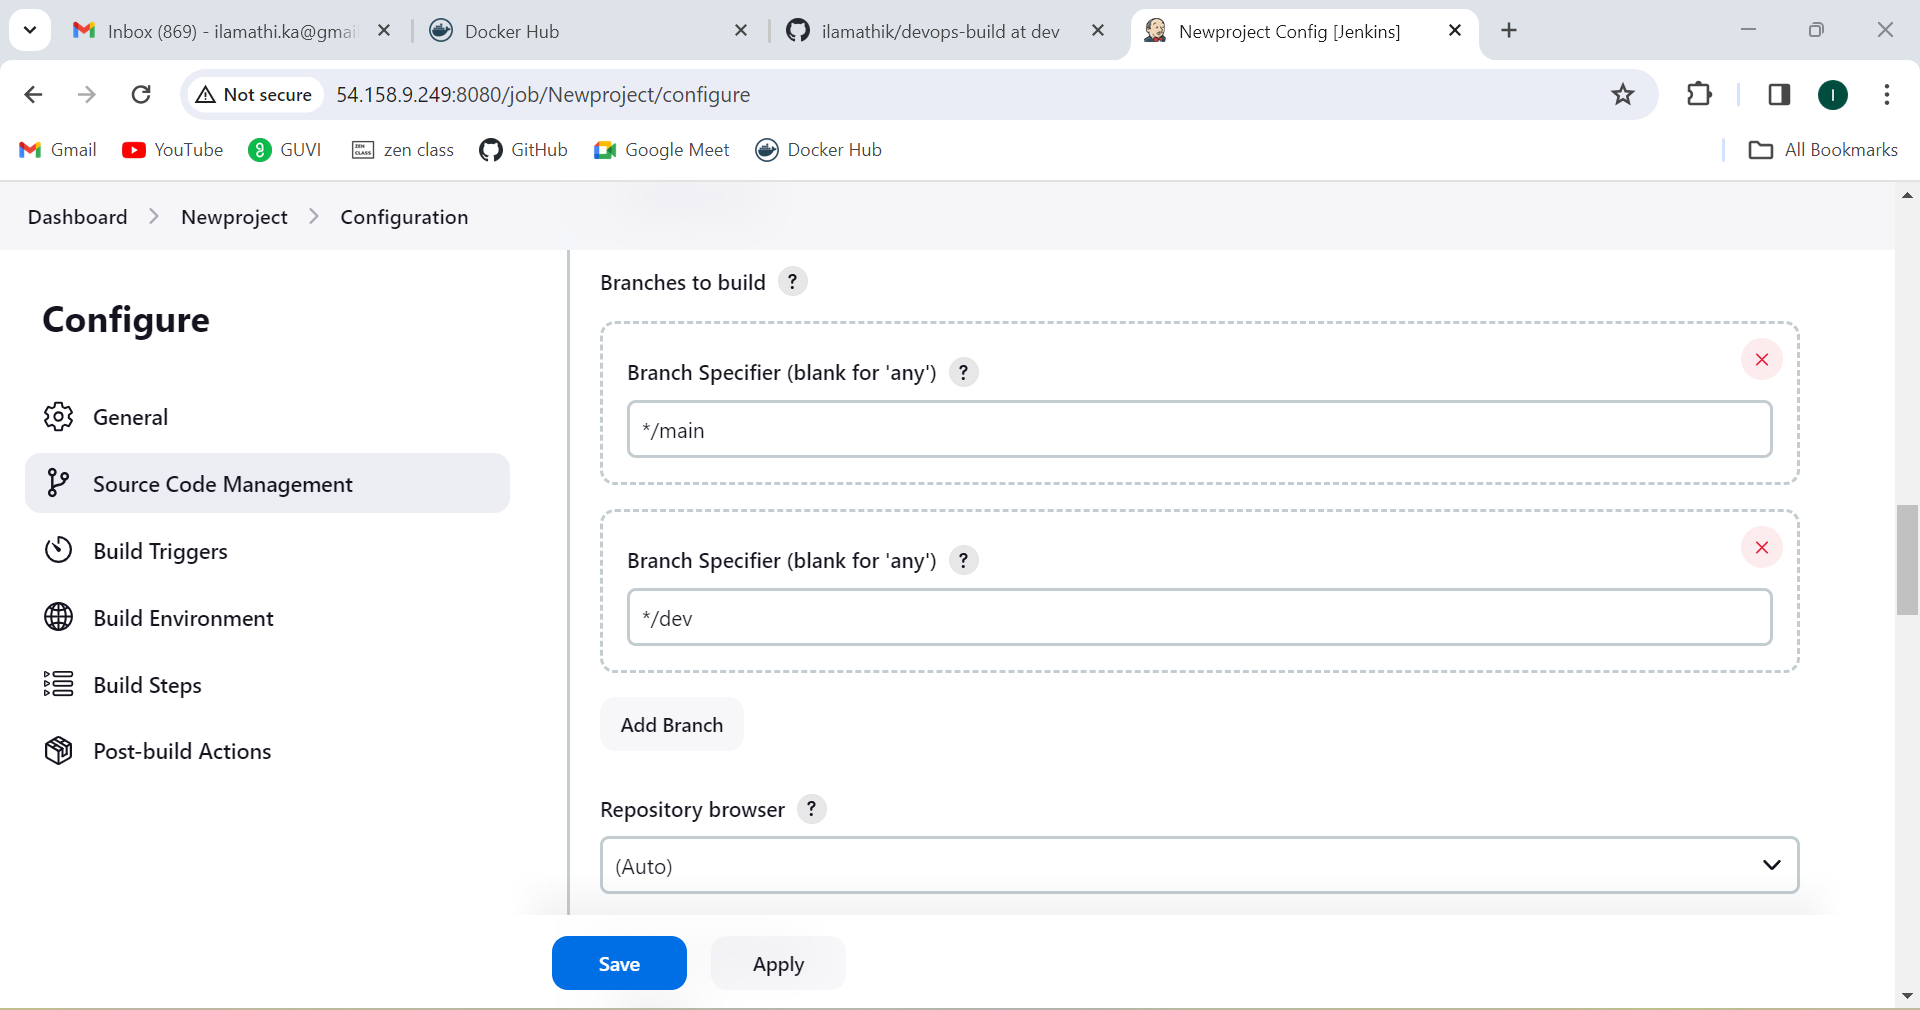 Inbox (869) - ilamathi.ka@gmai
Docker Hub
ilamathik/devops-build at dev
Newproject Config [Jenkins]
Not secure
54.158.9.249:8080/job/Newproject/configure
I
Gmail
YouTube
GUVI
ZEN CLASS
zen class
GitHub
Google Meet
Docker Hub
All Bookmarks
Dashboard
Newproject
Configuration
Configure
General
Source Code Management
Build Triggers
Build Environment
Build Steps
Post-build Actions
Branches to build ?
Branch Specifier (blank for 'any') ?
*/main
Branch Specifier (blank for 'any') ?
*/dev
Add Branch
Repository browser ?
(Auto)
Save
Apply